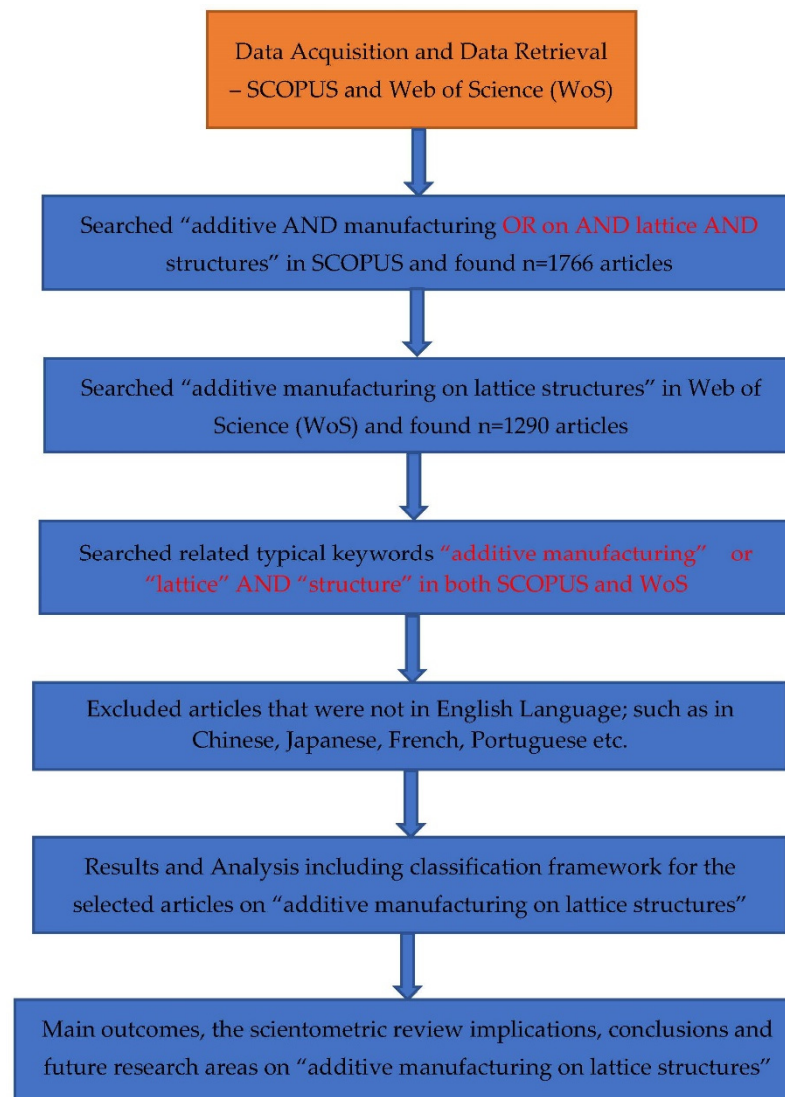 Data Acquisition and Data Retrieval
– SCOPUS and Web of Science (WoS)
Searched “additive AND manufacturing OR on AND lattice AND
structures” in SCOPUS and found n=1766 articles
Searched “additive manufacturing on lattice structures” in Web of
Science (WoS) and found n=1290 articles
Searched related typical keywords “additive manufacturing” or
“lattice” AND “structure” in both SCOPUS and WoS
Excluded articles that were not in English Language; such as in
Chinese, Japanese, French, Portuguese etc.
Results and Analysis including classification framework for the
selected articles on “additive manufacturing on lattice structures”
Main outcomes, the scientometric review implications, conclusions and
future research areas on “additive manufacturing on lattice structures”